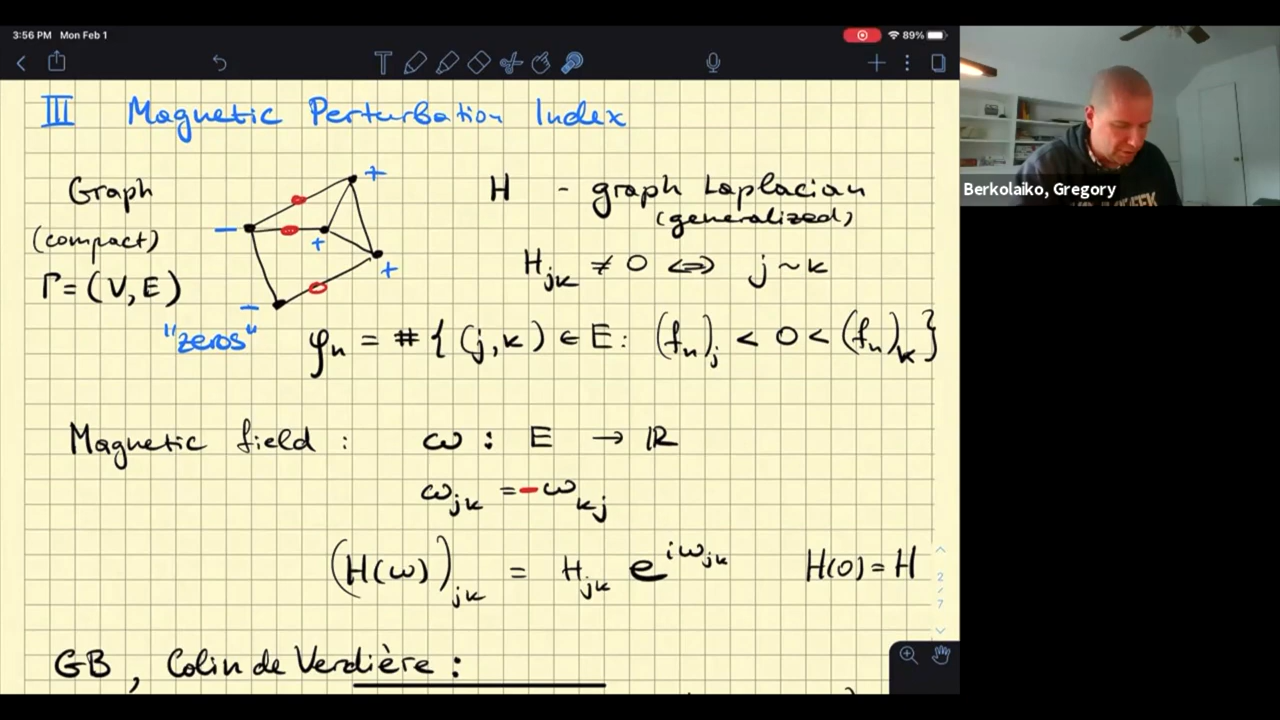 3:56 PM Mon Feb 1
89%
III Magnetic Perturbation Index
Graph
(compact)
Γ = (V, E)
− + + + −
"zeros"
H - graph Laplacian
(generalized)
H_jk ≠ 0 ⇔ j ~ k
φ_n = # { (j, k) ∈ E : (f_n)_j < 0 < (f_n)_k }
Magnetic field : ω : E → ℝ
ω_jk = −ω_kj
(H(ω))_jk = H_jk e^{iω_jk} H(0) = H
GB, Colin de Verdière :
2/7
Berkolaiko, Gregory